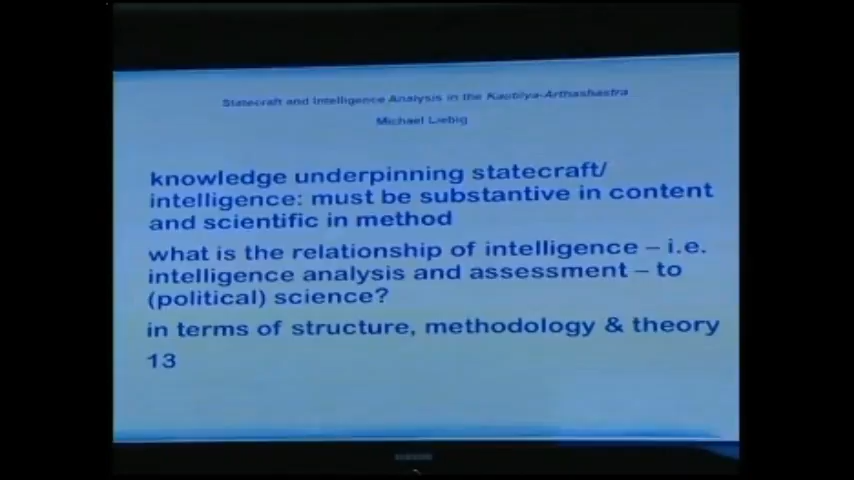 Statecraft and Intelligence Analysis in the Kautilya-Arthashastra
Michael Liebig
knowledge underpinning statecraft/
intelligence: must be substantive in content
and scientific in method
what is the relationship of intelligence – i.e.
intelligence analysis and assessment – to
(political) science?
in terms of structure, methodology & theory
13